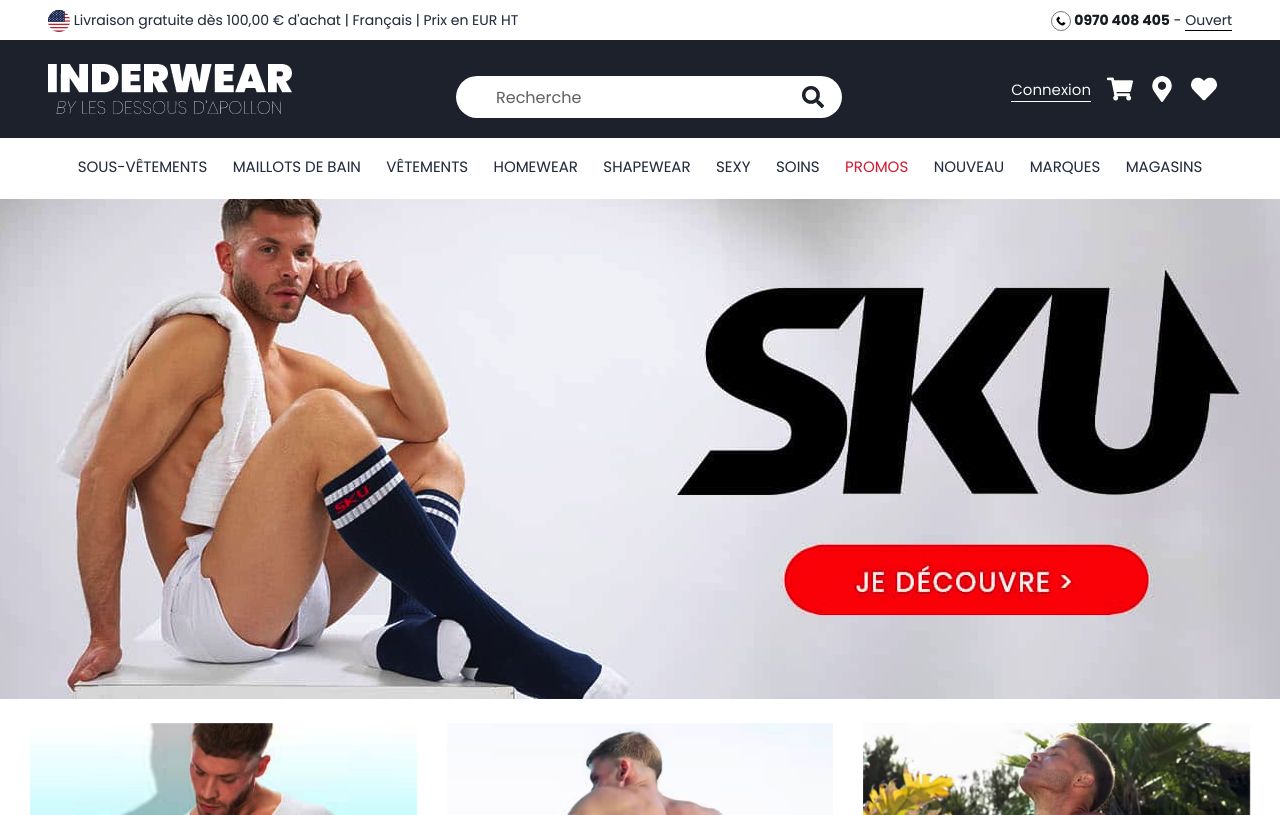 Livraison gratuite dès 100,00 € d'achat | Français | Prix en EUR HT
0970 408 405 - Ouvert
INDERWEAR
BY LES DESSOUS D'APOLLON
Recherche
Connexion
SOUS-VÊTEMENTS MAILLOTS DE BAIN VÊTEMENTS HOMEWEAR SHAPEWEAR SEXY SOINS PROMOS NOUVEAU MARQUES MAGASINS
SKU
SKU
JE DÉCOUVRE >